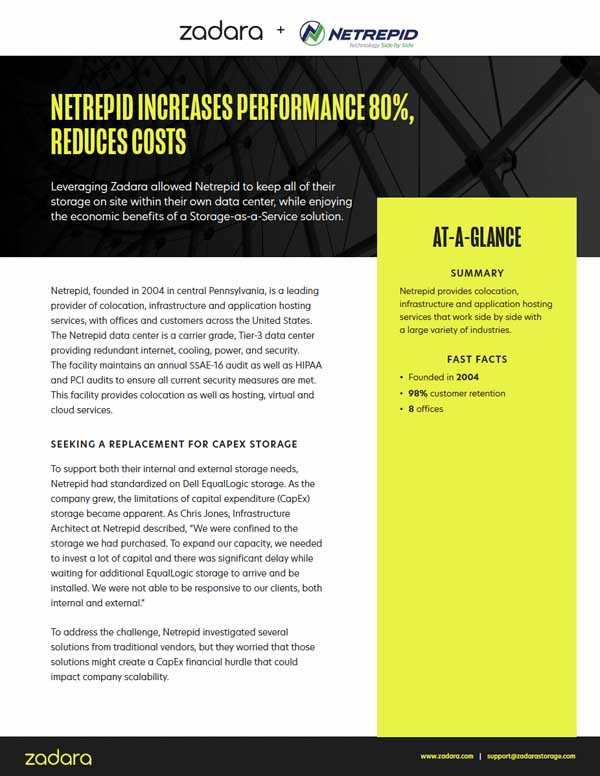 zadara + NETREPID
Technology Side by Side
NETREPID INCREASES PERFORMANCE 80%,
REDUCES COSTS
Leveraging Zadara allowed Netrepid to keep all of their
storage on site within their own data center, while enjoying
the economic benefits of a Storage-as-a-Service solution.
Netrepid, founded in 2004 in central Pennsylvania, is a leading
provider of colocation, infrastructure and application hosting
services, with offices and customers across the United States.
The Netrepid data center is a carrier grade, Tier-3 data center
providing redundant internet, cooling, power, and security.
The facility maintains an annual SSAE-16 audit as well as HIPAA
and PCI audits to ensure all current security measures are met.
This facility provides colocation as well as hosting, virtual and
cloud services.
SEEKING A REPLACEMENT FOR CAPEX STORAGE
To support both their internal and external storage needs,
Netrepid had standardized on Dell EqualLogic storage. As the
company grew, the limitations of capital expenditure (CapEx)
storage became apparent. As Chris Jones, Infrastructure
Architect at Netrepid described, “We were confined to the
storage we had purchased. To expand our capacity, we needed
to invest a lot of capital and there was significant delay while
waiting for additional EqualLogic storage to arrive and be
installed. We were not able to be responsive to our clients, both
internal and external.”
To address the challenge, Netrepid investigated several
solutions from traditional vendors, but they worried that those
solutions might create a CapEx financial hurdle that could
impact company scalability.
AT-A-GLANCE
SUMMARY
Netrepid provides colocation,
infrastructure and application hosting
services that work side by side with
a large variety of industries.
FAST FACTS
• Founded in 2004
• 98% customer retention
• 8 offices
zadara
www.zadara.com | support@zadarastorage.com